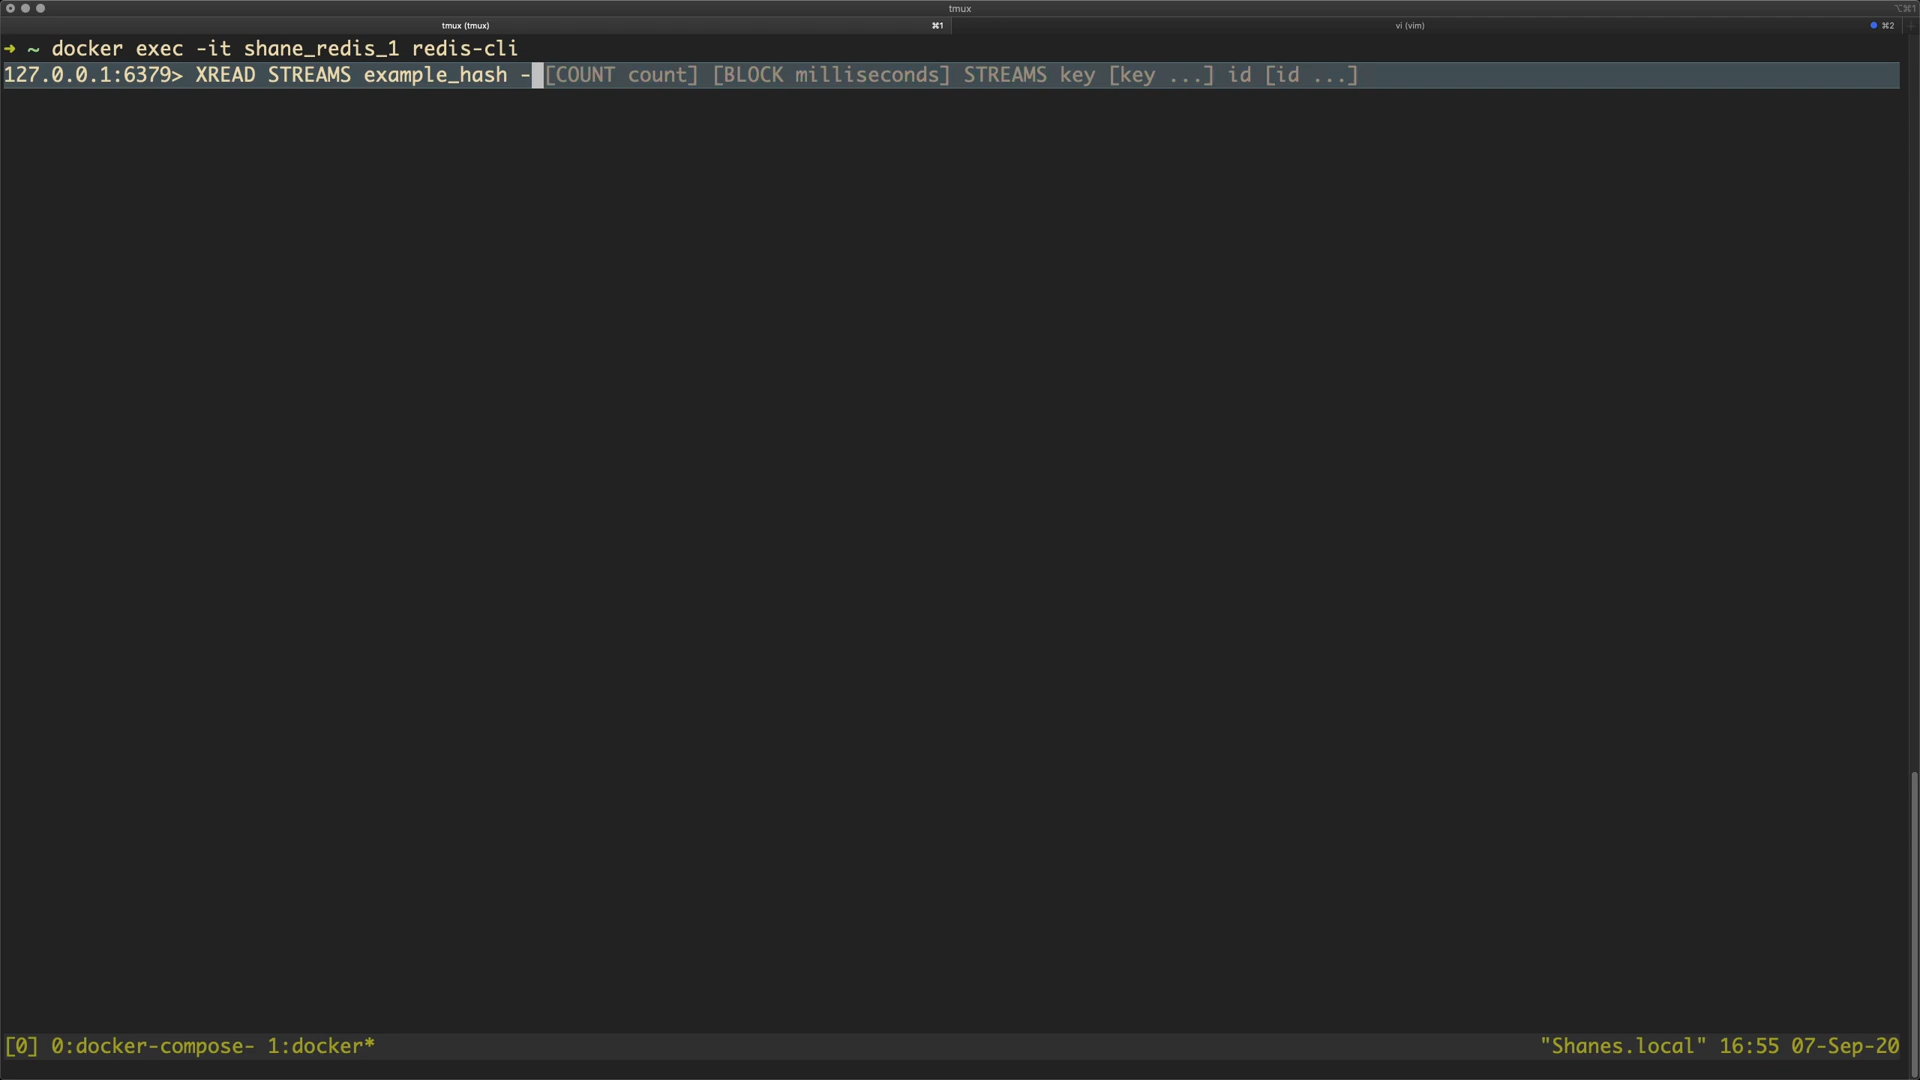 tmux
⌥⌘1
tmux (tmux) ⌘1 vi (vim) ⌘2
➜ ~ docker exec -it shane_redis_1 redis-cli
127.0.0.1:6379> XREAD STREAMS example_hash - [COUNT count] [BLOCK milliseconds] STREAMS key [key ...] id [id ...]
[0] 0:docker-compose- 1:docker* "Shanes.local" 16:55 07-Sep-20